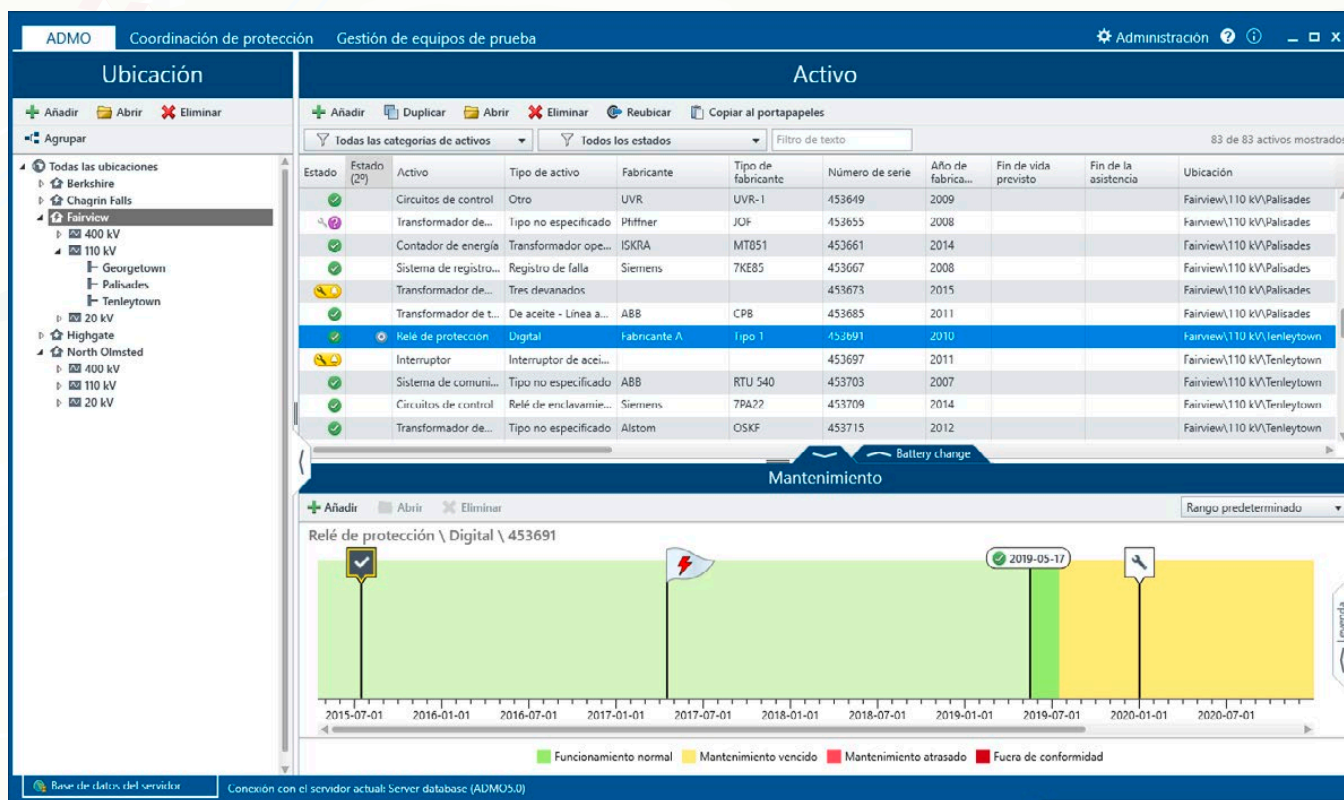 ADMO Coordinación de protección Gestión de equipos de prueba Administración
Ubicación
Añadir Abrir Eliminar
Agrupar
Todas las ubicaciones
Berkshire
Chagrin Falls
Fairview
400 kV
110 kV
Georgetown
Palisades
Tenleytown
20 kV
Highgate
North Olmsted
400 kV
110 kV
20 kV
Activo
Añadir Duplicar Abrir Eliminar Reubicar Copiar al portapapeles
Todas las categorías de activos Todos los estados Filtro de texto 83 de 83 activos mostrados
Estado Estado (2º) Activo Tipo de activo Fabricante Tipo de fabricante Número de serie Año de fabrica... Fin de vida previsto Fin de la asistencia Ubicación
Circuitos de control Otro UVR UVR-1 453649 2009 Fairview\110 kV\Palisades
Transformador de... Tipo no especificado Pfiffner JOF 453655 2008 Fairview\110 kV\Palisades
Contador de energía Transformador ope... ISKRA MT851 453661 2014 Fairview\110 kV\Palisades
Sistema de registro... Registro de falla Siemens 7KE85 453667 2008 Fairview\110 kV\Palisades
Transformador de... Tres devanados 453673 2015 Fairview\110 kV\Palisades
Transformador de t... De aceite - Línea a... ABB CPB 453685 2011 Fairview\110 kV\Palisades
Relé de protección Digital Fabricante A Tipo 1 453691 2010 Fairview\110 kV\Tenleytown
Interruptor Interruptor de acei... 453697 2011 Fairview\110 kV\Tenleytown
Sistema de comuni... Tipo no especificado ABB RTU 540 453703 2007 Fairview\110 kV\Tenleytown
Circuitos de control Relé de enclavamie... Siemens 7PA22 453709 2014 Fairview\110 kV\Tenleytown
Transformador de... Tipo no especificado Alstom OSKF 453715 2012 Fairview\110 kV\Tenleytown
Battery change
Mantenimiento
Añadir Abrir Eliminar Rango predeterminado
Relé de protección \ Digital \ 453691
2019-05-17
Leyenda
2015-07-01 2016-01-01 2016-07-01 2017-01-01 2017-07-01 2018-01-01 2018-07-01 2019-01-01 2019-07-01 2020-01-01 2020-07-01
Funcionamiento normal Mantenimiento vencido Mantenimiento atrasado Fuera de conformidad
Base de datos del servidor Conexión con el servidor actual: Server database (ADMO5.0)